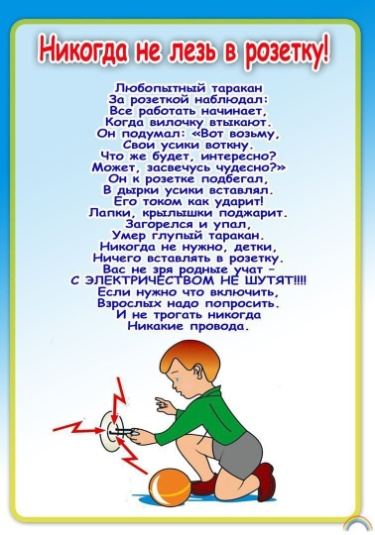 Никогда не лезь в розетку!
Любопытный таракан
За розеткой наблюдал:
Все работать начинает,
Когда вилочку втыкают.
Он подумал: «Вот возьму,
Свои усики воткну.
Что же будет, интересно?
Может, засвечусь чудесно?»
Он к розетке подбегал,
В дырки усики вставлял.
Его током как ударит!
Лапки, крылышки поджарит.
Загорелся и упал,
Умер глупый таракан.
Никогда не нужно, детки,
Ничего вставлять в розетку.
Вас не зря родные учат –
С ЭЛЕКТРИЧЕСТВОМ НЕ ШУТЯТ!!!!
Если нужно что включить,
Взрослых надо попросить.
И не трогать никогда
Никакие провода.